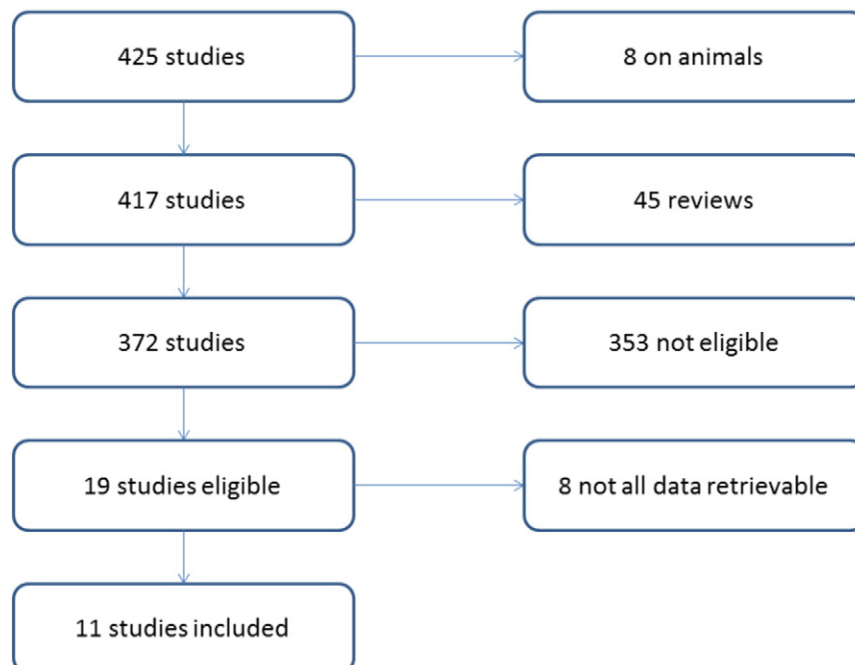 425 studies
8 on animals
417 studies
45 reviews
372 studies
353 not eligible
19 studies eligible
8 not all data retrievable
11 studies included